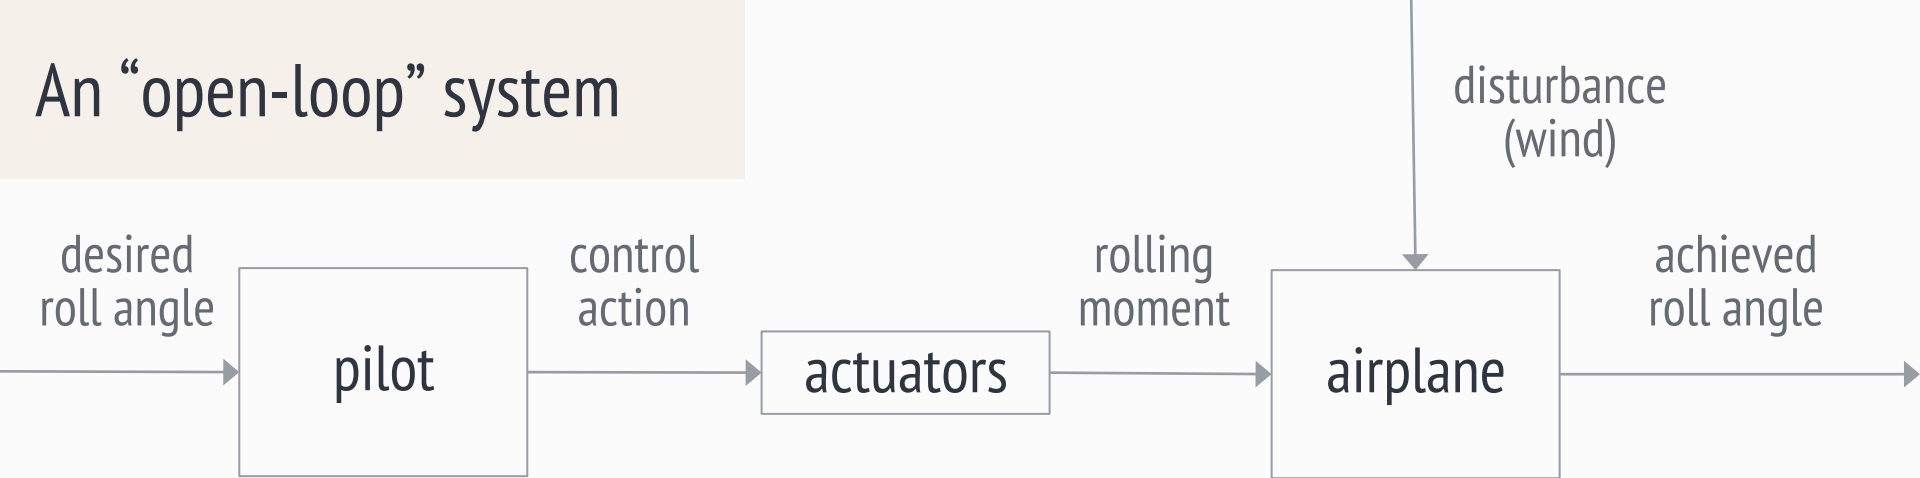 An “open-loop” system
disturbance
(wind)
desired
roll angle
control
action
rolling
moment
achieved
roll angle
pilot
actuators
airplane